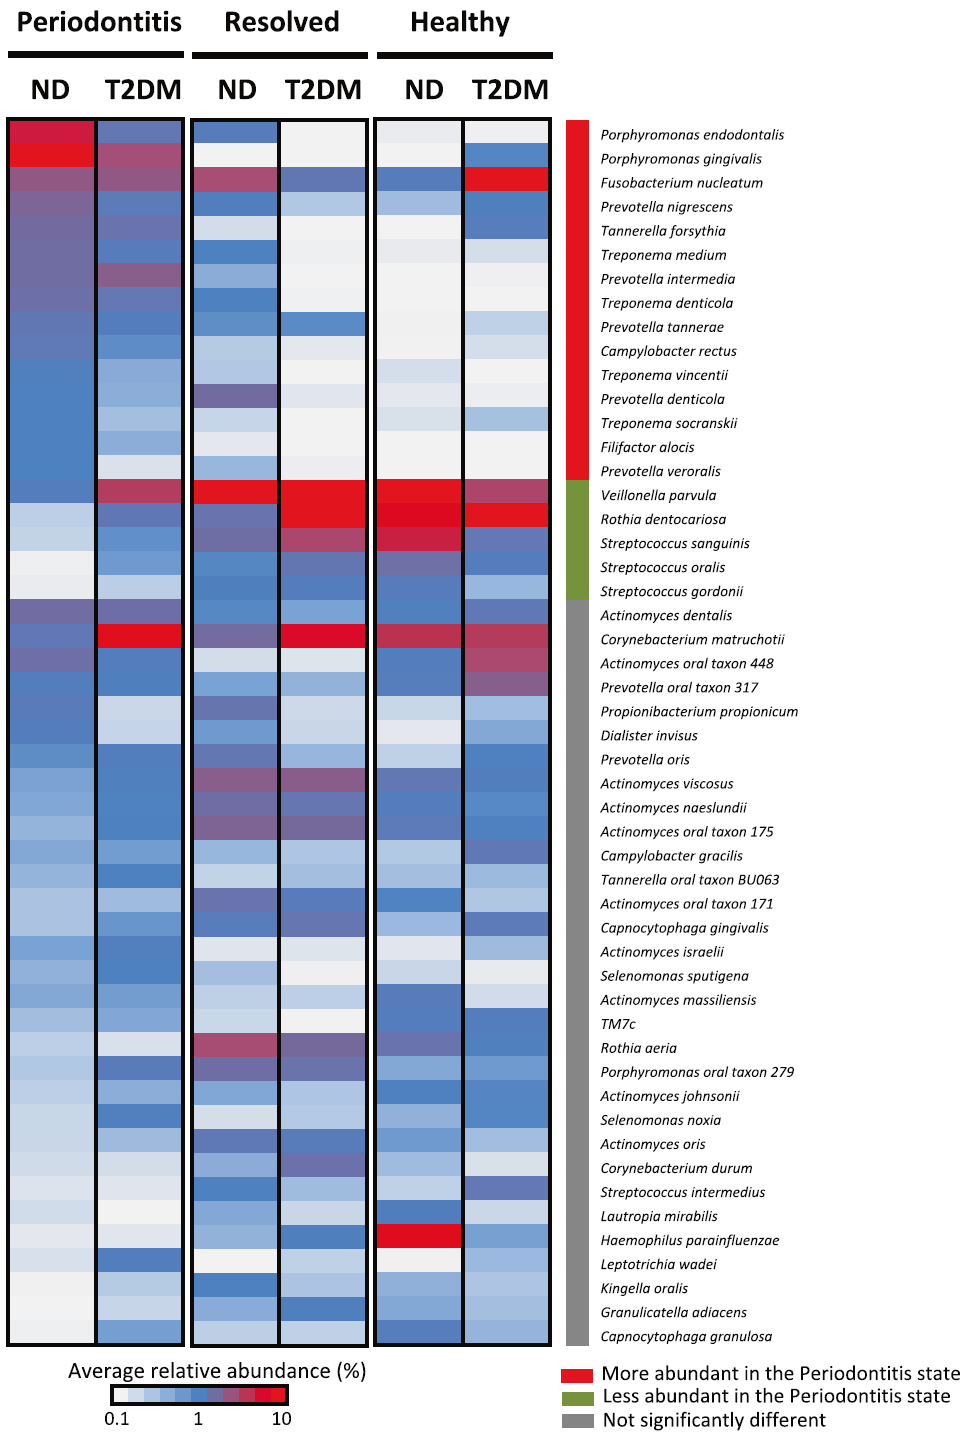 Periodontitis Resolved Healthy
ND T2DM ND T2DM ND T2DM
Porphyromonas endodontalis
Porphyromonas gingivalis
Fusobacterium nucleatum
Prevotella nigrescens
Tannerella forsythia
Treponema medium
Prevotella intermedia
Treponema denticola
Prevotella tannerae
Campylobacter rectus
Treponema vincentii
Prevotella denticola
Treponema socranskii
Filifactor alocis
Prevotella veroralis
Veillonella parvula
Rothia dentocariosa
Streptococcus sanguinis
Streptococcus oralis
Streptococcus gordonii
Actinomyces dentalis
Corynebacterium matruchotii
Actinomyces oral taxon 448
Prevotella oral taxon 317
Propionibacterium propionicum
Dialister invisus
Prevotella oris
Actinomyces viscosus
Actinomyces naeslundii
Actinomyces oral taxon 175
Campylobacter gracilis
Tannerella oral taxon BU063
Actinomyces oral taxon 171
Capnocytophaga gingivalis
Actinomyces israelii
Selenomonas sputigena
Actinomyces massiliensis
TM7c
Rothia aeria
Porphyromonas oral taxon 279
Actinomyces johnsonii
Selenomonas noxia
Actinomyces oris
Corynebacterium durum
Streptococcus intermedius
Lautropia mirabilis
Haemophilus parainfluenzae
Leptotrichia wadei
Kingella oralis
Granulicatella adiacens
Capnocytophaga granulosa
Average relative abundance (%)
0.1 1 10
More abundant in the Periodontitis state
Less abundant in the Periodontitis state
Not significantly different